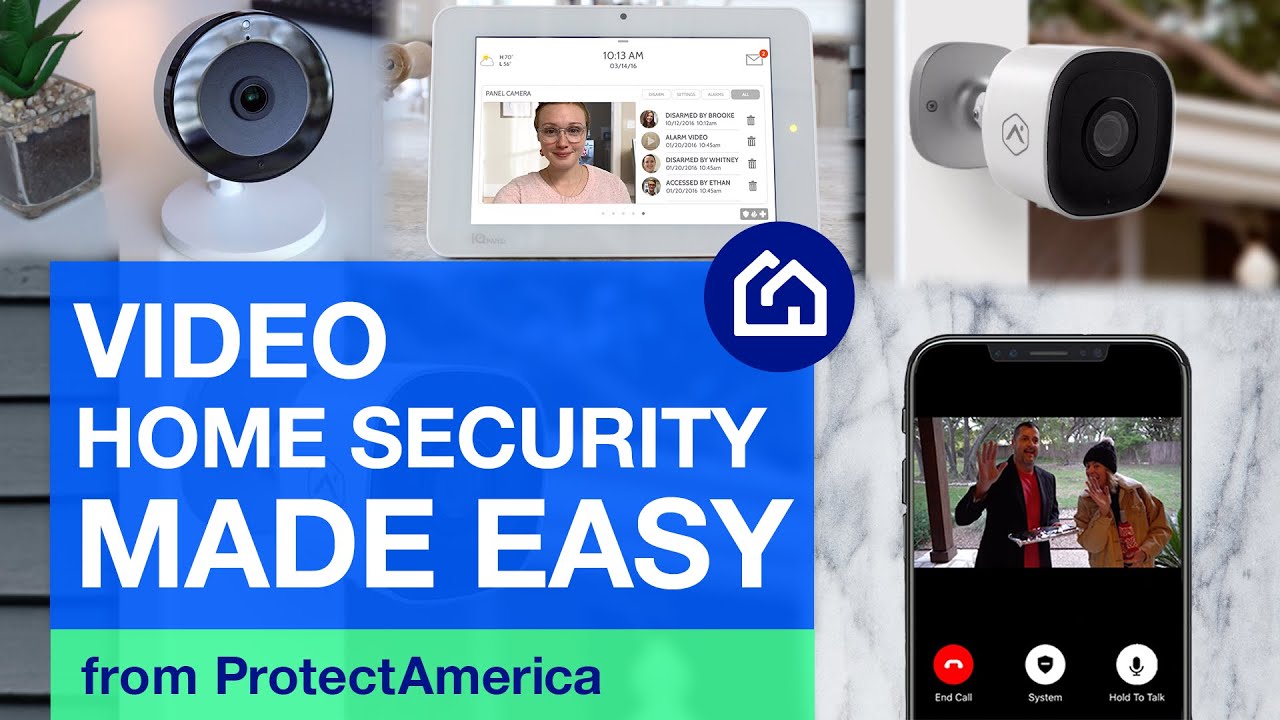 H 70°
L 56°
10:13 AM
03/14/16
2
PANEL CAMERA
DISARM
SETTINGS
ALARMS
ALL
DISARMED BY BROOKE
10/12/2016 10:12am
ALARM VIDEO
01/20/2016 10:45am
DISARMED BY WHITNEY
01/20/2016 10:45am
ACCESSED BY ETHAN
01/20/2016 10:45am
IQ PANEL
VIDEO
HOME SECURITY
MADE EASY
from ProtectAmerica
End Call
System
Hold To Talk